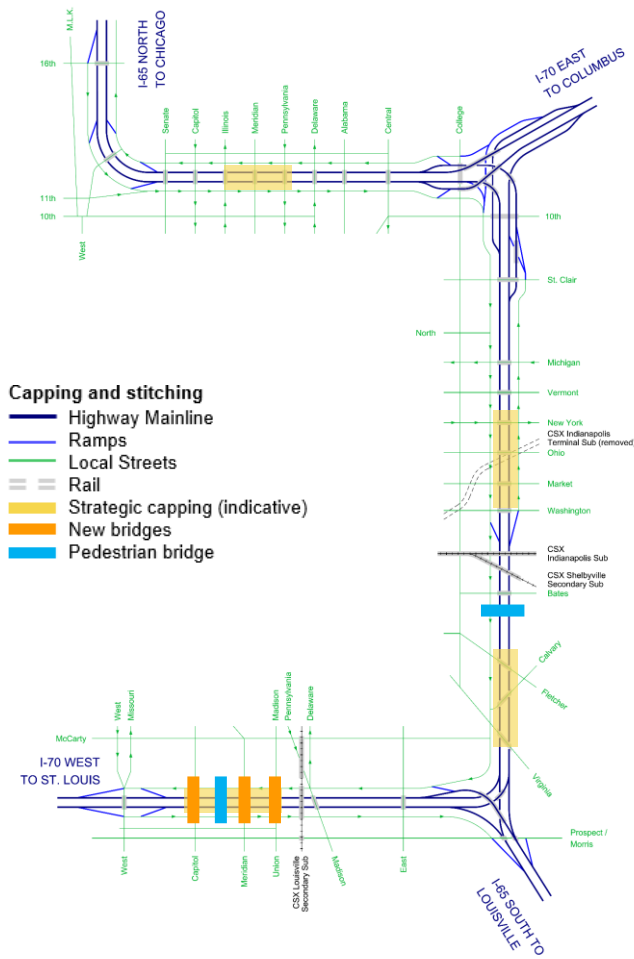 M.L.K.
16th
I-65 NORTH
TO CHICAGO
I-70 EAST
TO COLUMBUS
Senate
Capitol
Illinois
Meridian
Pennsylvania
Delaware
Alabama
Central
College
11th
10th
West
10th
St. Clair
North
Michigan
Vermont
New York
CSX Indianapolis
Terminal Sub (removed)
Ohio
Market
Washington
CSX
Indianapolis Sub
CSX Shelbyville
Secondary Sub
Bates
Capping and stitching
Highway Mainline
Ramps
Local Streets
Rail
Strategic capping (indicative)
New bridges
Pedestrian bridge
Calvary
Fletcher
Virginia
West
Missouri
Madison
Pennsylvania
Delaware
McCarty
I-70 WEST
TO ST. LOUIS
Prospect /
Morris
West
Capitol
Meridian
Union
CSX Louisville
Secondary Sub
Madison
East
I-65 SOUTH TO
LOUISVILLE